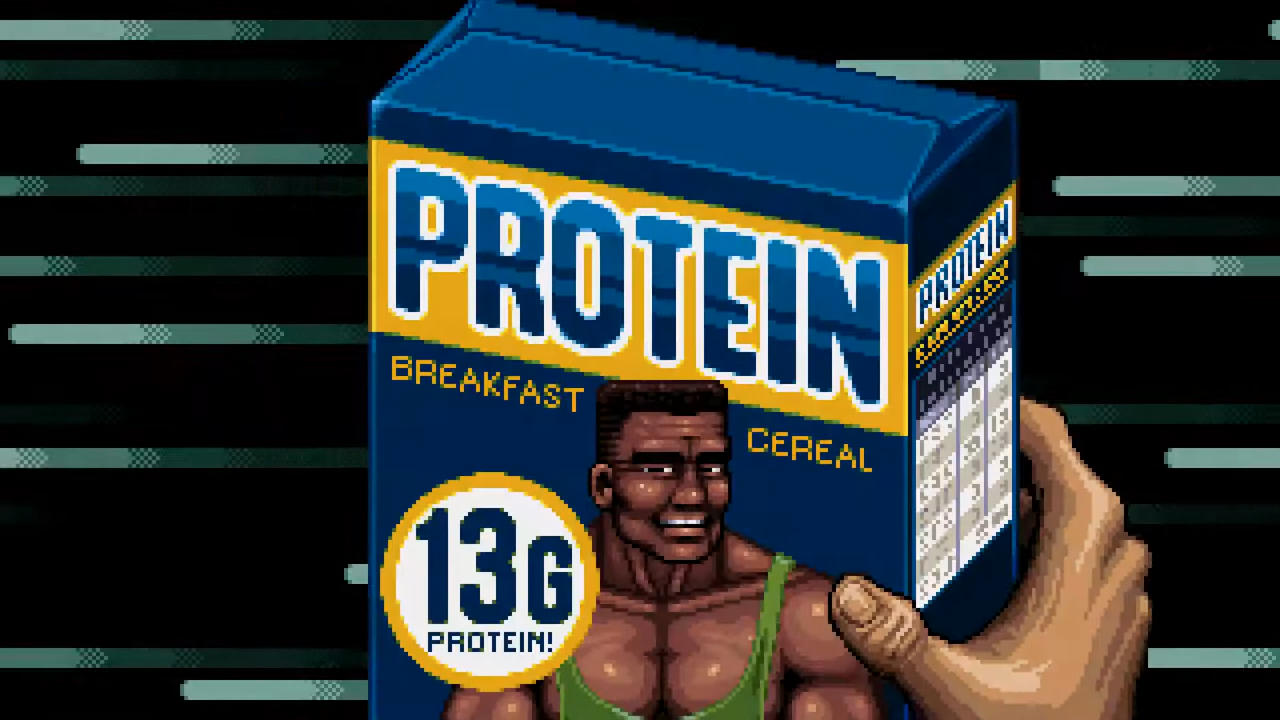 PROTEIN
BREAKFAST CEREAL
13G
PROTEIN!
PROTEIN